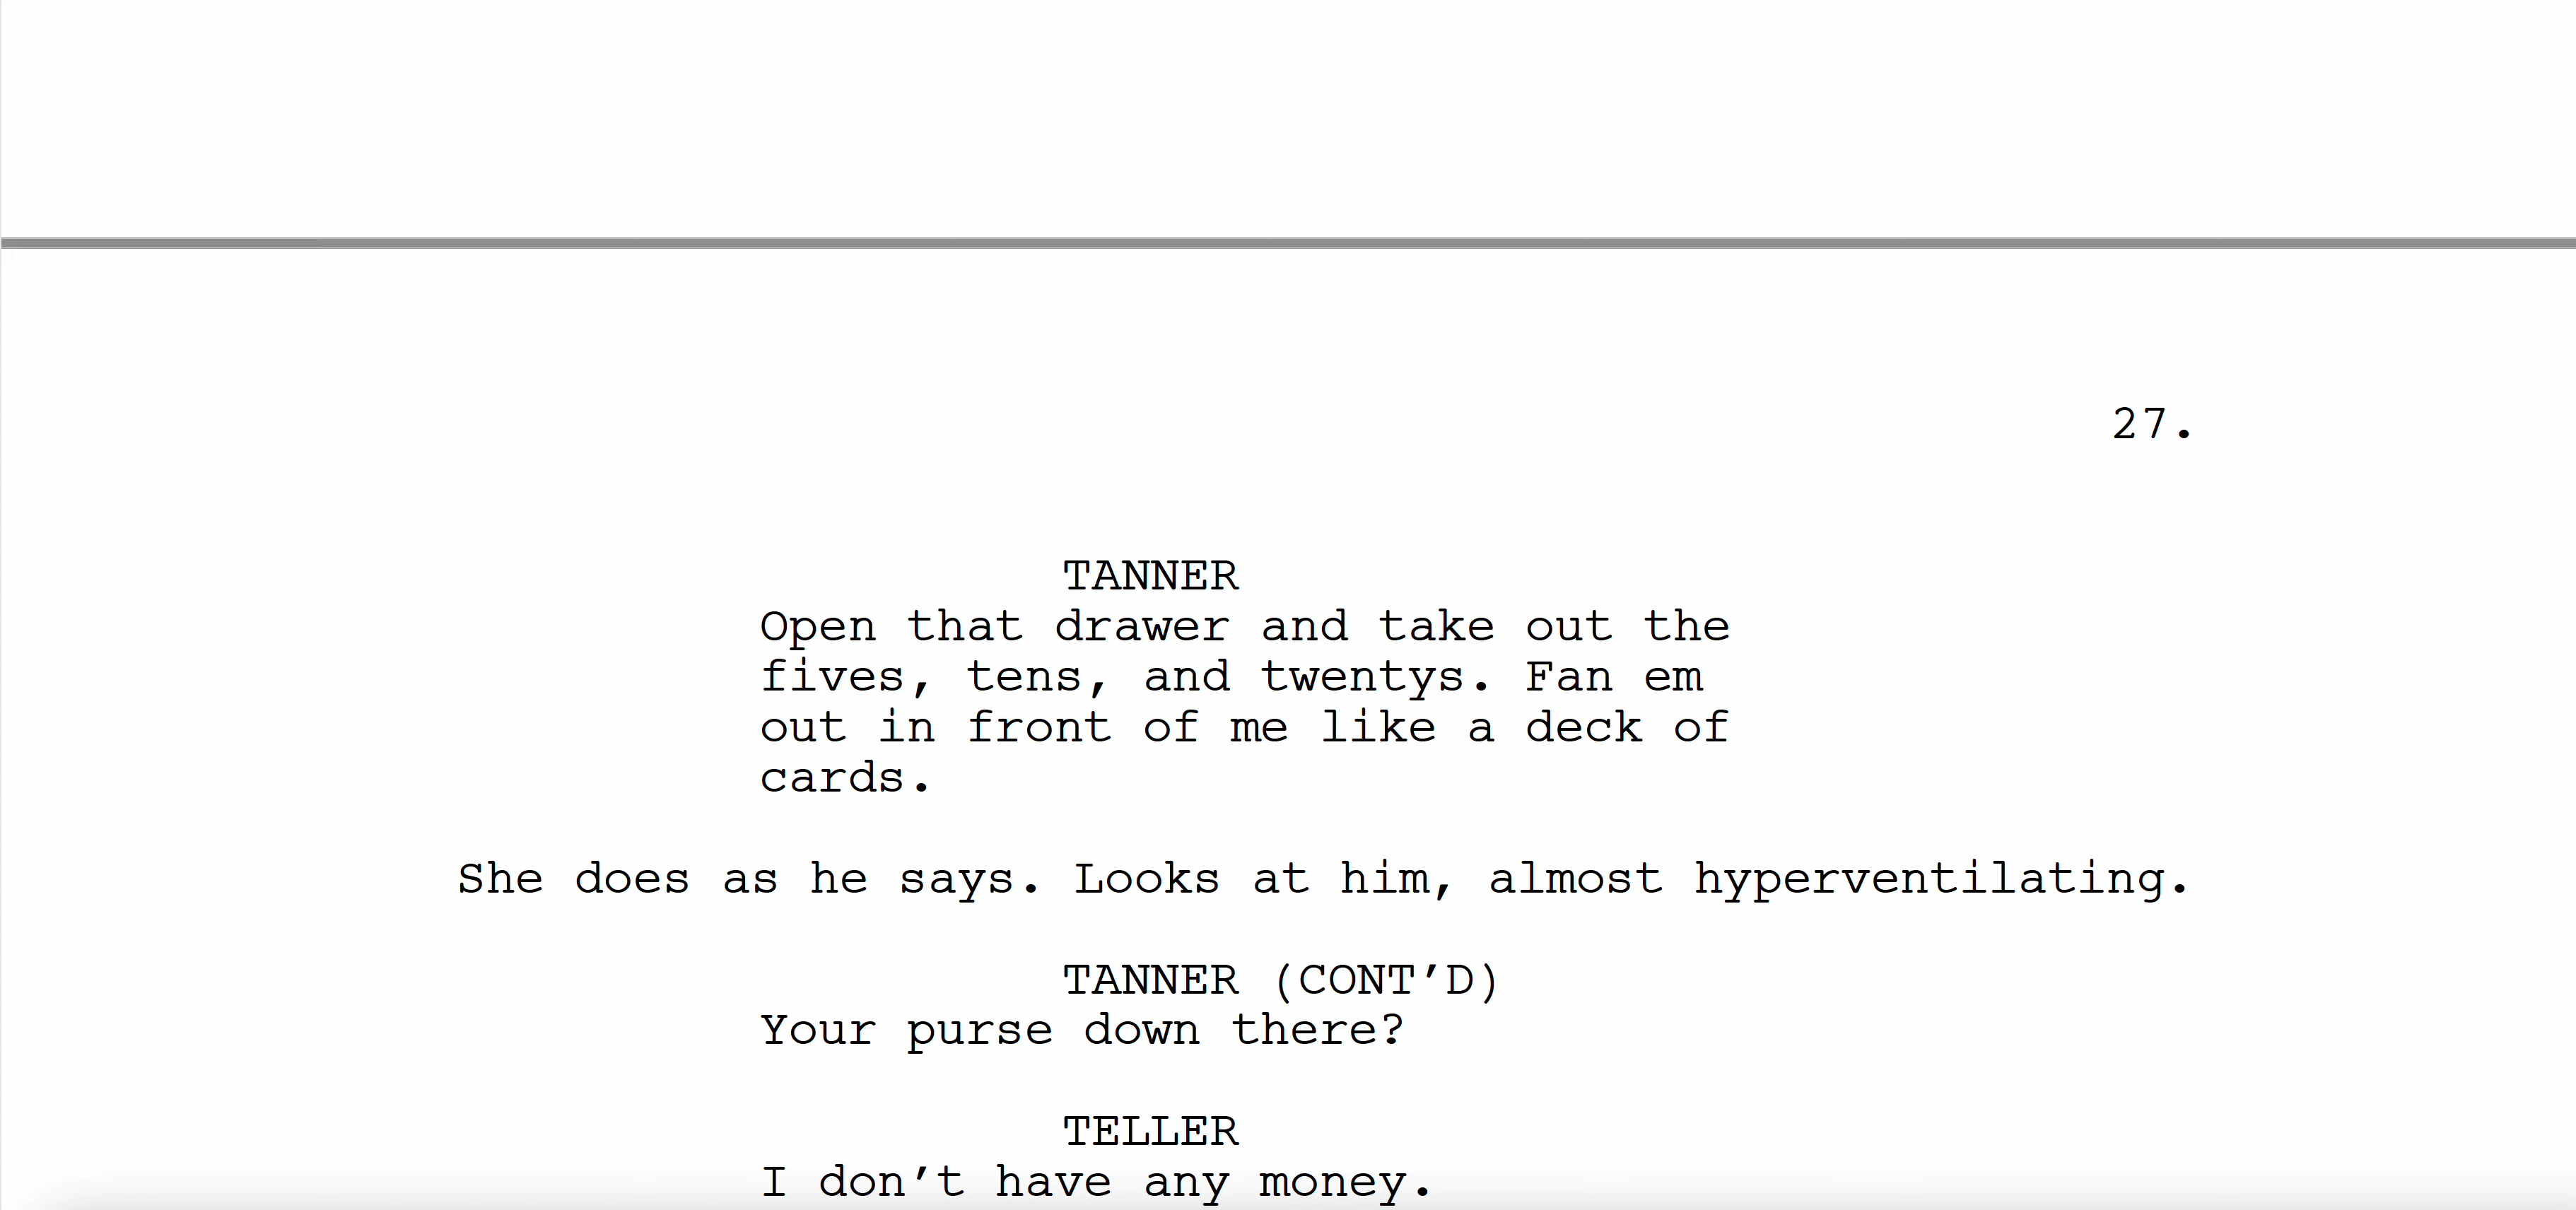 27.
TANNER
Open that drawer and take out the
fives, tens, and twentys. Fan em
out in front of me like a deck of
cards.
She does as he says. Looks at him, almost hyperventilating.
TANNER (CONT’D)
Your purse down there?
TELLER
I don’t have any money.